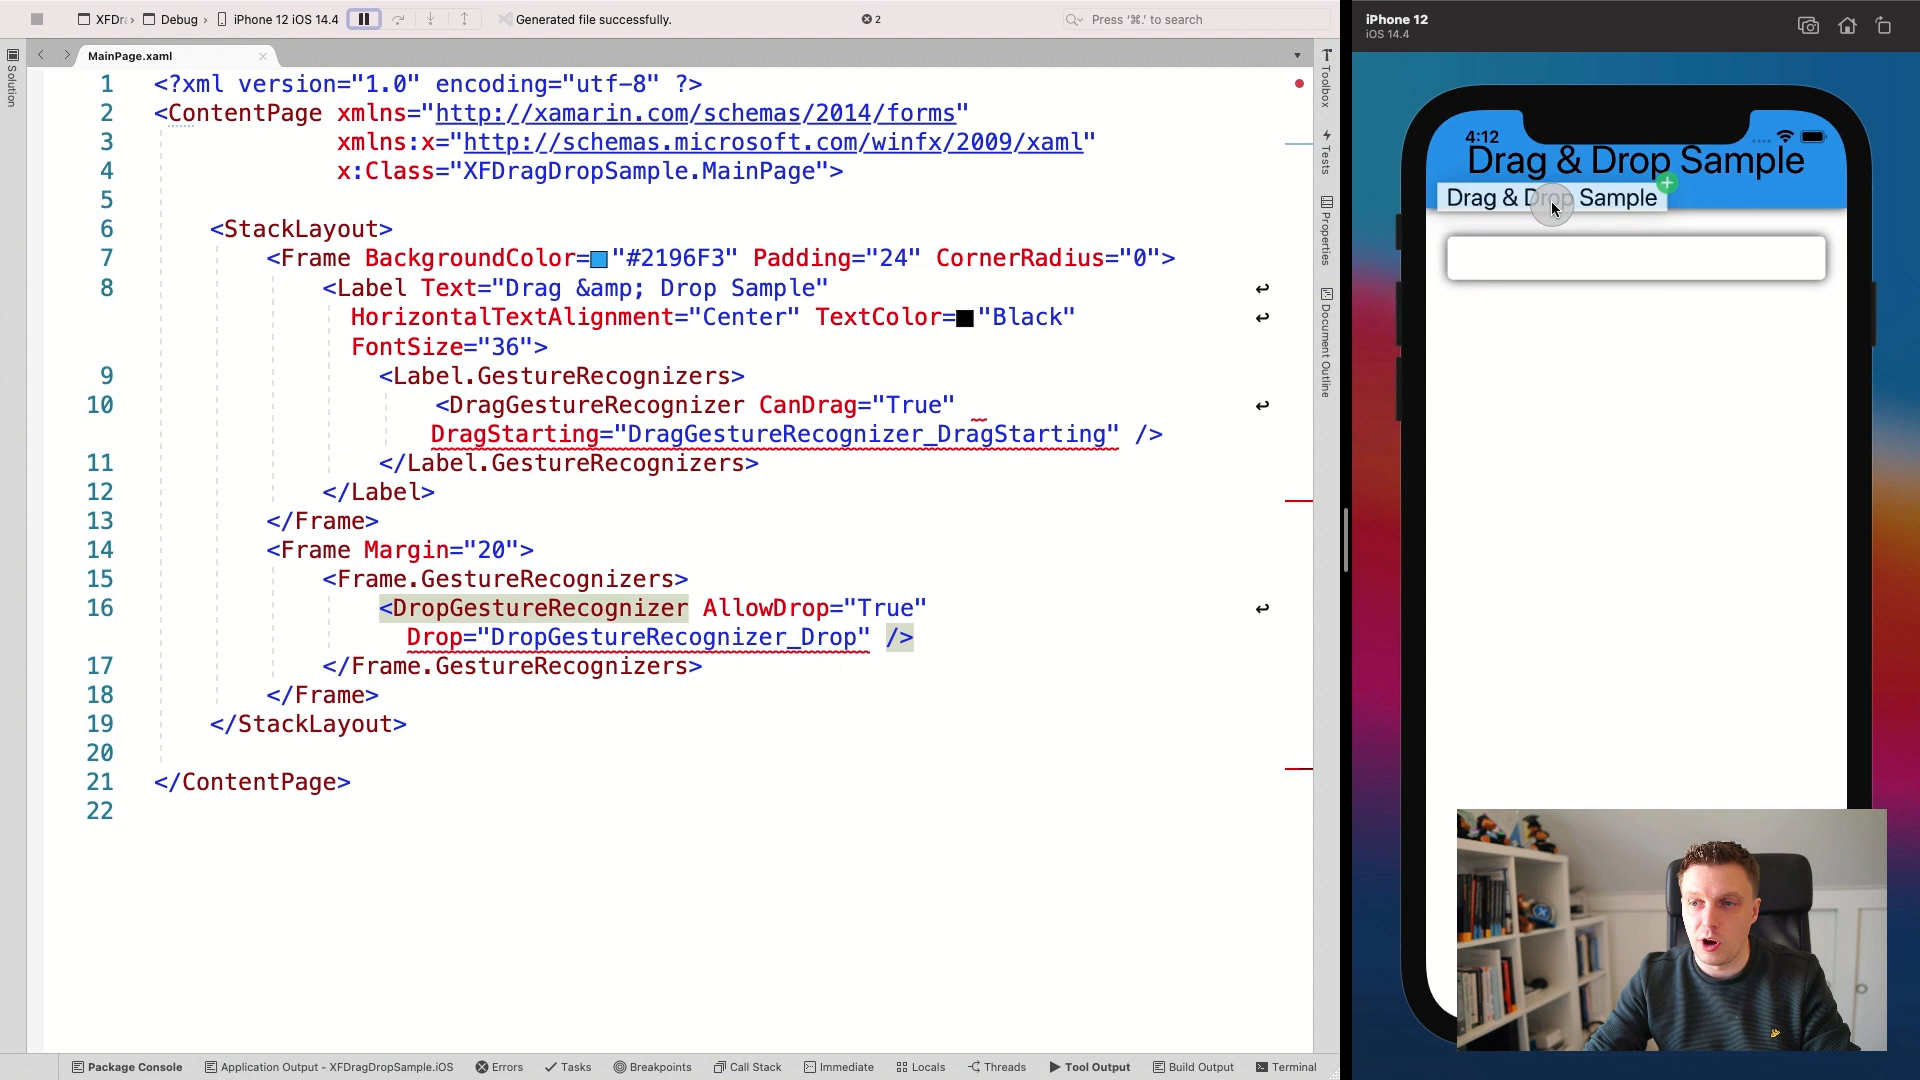 XFDr
Debug
iPhone 12 iOS 14.4
Generated file successfully.
2
Press '⌘.' to search
iPhone 12
iOS 14.4
MainPage.xaml
Solution
Toolbox
Tests
Properties
Document Outline
1 <?xml version="1.0" encoding="utf-8" ?>
2 <ContentPage xmlns="http://xamarin.com/schemas/2014/forms"
3 xmlns:x="http://schemas.microsoft.com/winfx/2009/xaml"
4 x:Class="XFDragDropSample.MainPage">
5
6 <StackLayout>
7 <Frame BackgroundColor="#2196F3" Padding="24" CornerRadius="0">
8 <Label Text="Drag &amp; Drop Sample"
HorizontalTextAlignment="Center" TextColor="Black"
FontSize="36">
9 <Label.GestureRecognizers>
10 <DragGestureRecognizer CanDrag="True"
DragStarting="DragGestureRecognizer_DragStarting" />
11 </Label.GestureRecognizers>
12 </Label>
13 </Frame>
14 <Frame Margin="20">
15 <Frame.GestureRecognizers>
16 <DropGestureRecognizer AllowDrop="True"
Drop="DropGestureRecognizer_Drop" />
17 </Frame.GestureRecognizers>
18 </Frame>
19 </StackLayout>
20
21 </ContentPage>
22
4:12
Drag & Drop Sample
Drag & Drop Sample
Package Console
Application Output - XFDragDropSample.iOS
Errors
Tasks
Breakpoints
Call Stack
Immediate
Locals
Threads
Tool Output
Build Output
Terminal